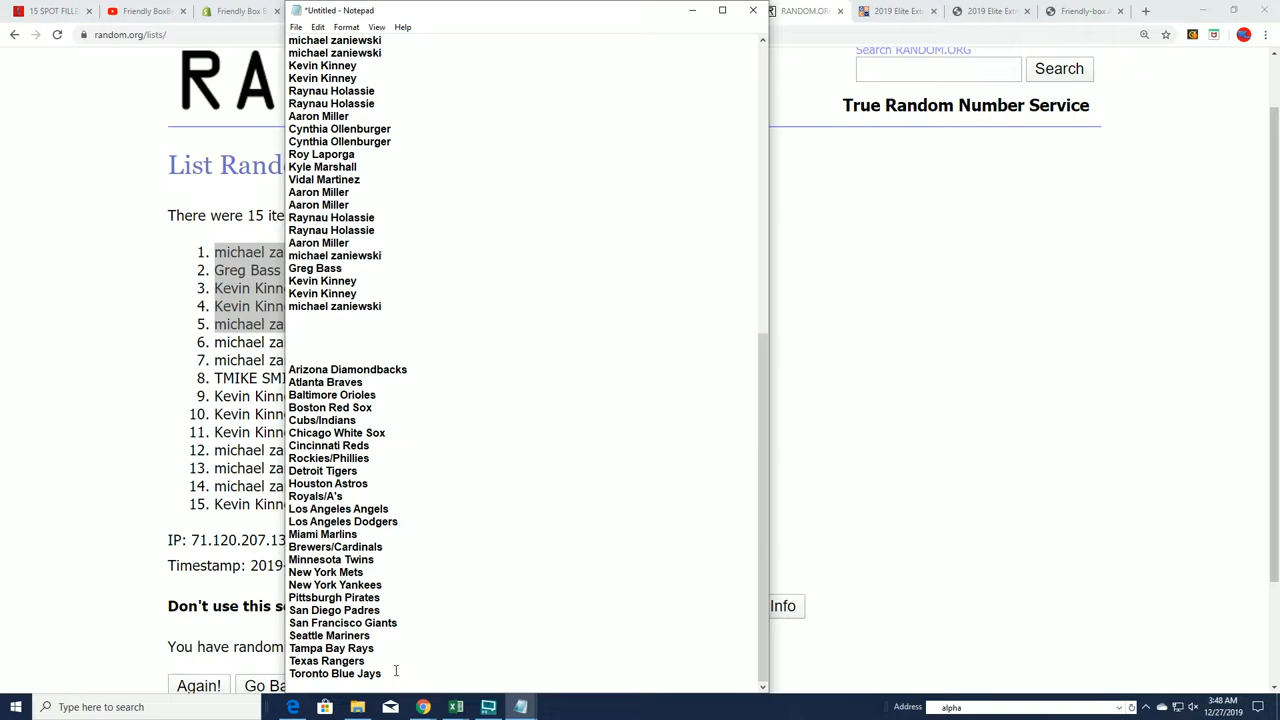 15 SPOT FILLE
Friendly BoxB
Friendly Box B
RANDOM.OR
2019 Elite Ext
2019 Elite Ext
Friendly-box A
*Untitled - Notepad
random.org/lists/
File Edit Format View Help
Search RANDOM.ORG
Search
RA
True Random Number Service
List Rand
There were 15 ite
1. michael za
2. Greg Bass
3. Kevin Kinn
4. Kevin Kinn
5. michael za
6. michael za
7. michael za
8. TMIKE SMI
9. Kevin Kinn
10. Kevin Kinn
11. Kevin Kinn
12. michael za
13. michael za
14. michael za
15. Kevin Kinn
IP: 71.120.207.13
Timestamp: 2019-
Don't use this s
Info
You have random
Again!
Go Ba
michael zaniewski
michael zaniewski
Kevin Kinney
Kevin Kinney
Raynau Holassie
Raynau Holassie
Aaron Miller
Cynthia Ollenburger
Cynthia Ollenburger
Roy Laporga
Kyle Marshall
Vidal Martinez
Aaron Miller
Aaron Miller
Raynau Holassie
Raynau Holassie
Aaron Miller
michael zaniewski
Greg Bass
Kevin Kinney
Kevin Kinney
michael zaniewski
Arizona Diamondbacks
Atlanta Braves
Baltimore Orioles
Boston Red Sox
Cubs/Indians
Chicago White Sox
Cincinnati Reds
Rockies/Phillies
Detroit Tigers
Houston Astros
Royals/A's
Los Angeles Angels
Los Angeles Dodgers
Miami Marlins
Brewers/Cardinals
Minnesota Twins
New York Mets
New York Yankees
Pittsburgh Pirates
San Diego Padres
San Francisco Giants
Seattle Mariners
Tampa Bay Rays
Texas Rangers
Toronto Blue Jays
Type here to search
Address
alpha
3:48 AM
12/27/2019